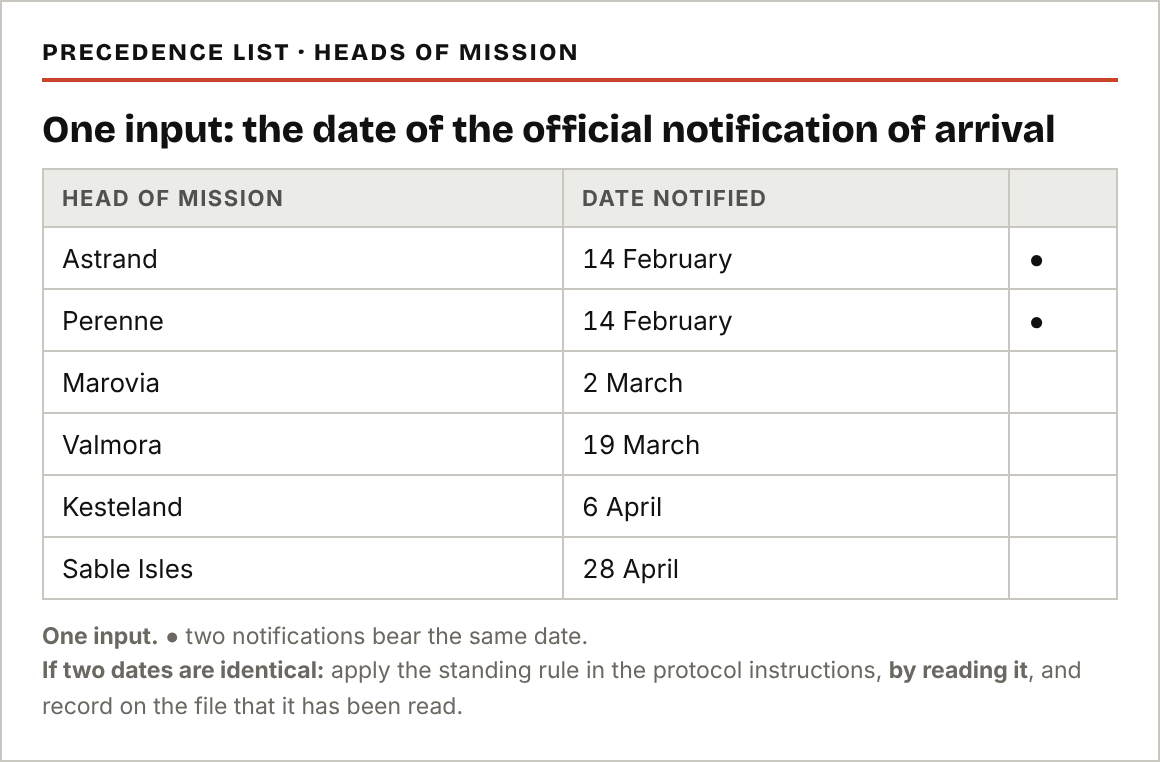 PRECEDENCE LIST · HEADS OF MISSION
One input: the date of the official notification of arrival
HEAD OF MISSION DATE NOTIFIED
Astrand 14 February ●
Perenne 14 February ●
Marovia 2 March
Valmora 19 March
Kesteland 6 April
Sable Isles 28 April
One input. ● two notifications bear the same date.
If two dates are identical: apply the standing rule in the protocol instructions, by reading it, and
record on the file that it has been read.